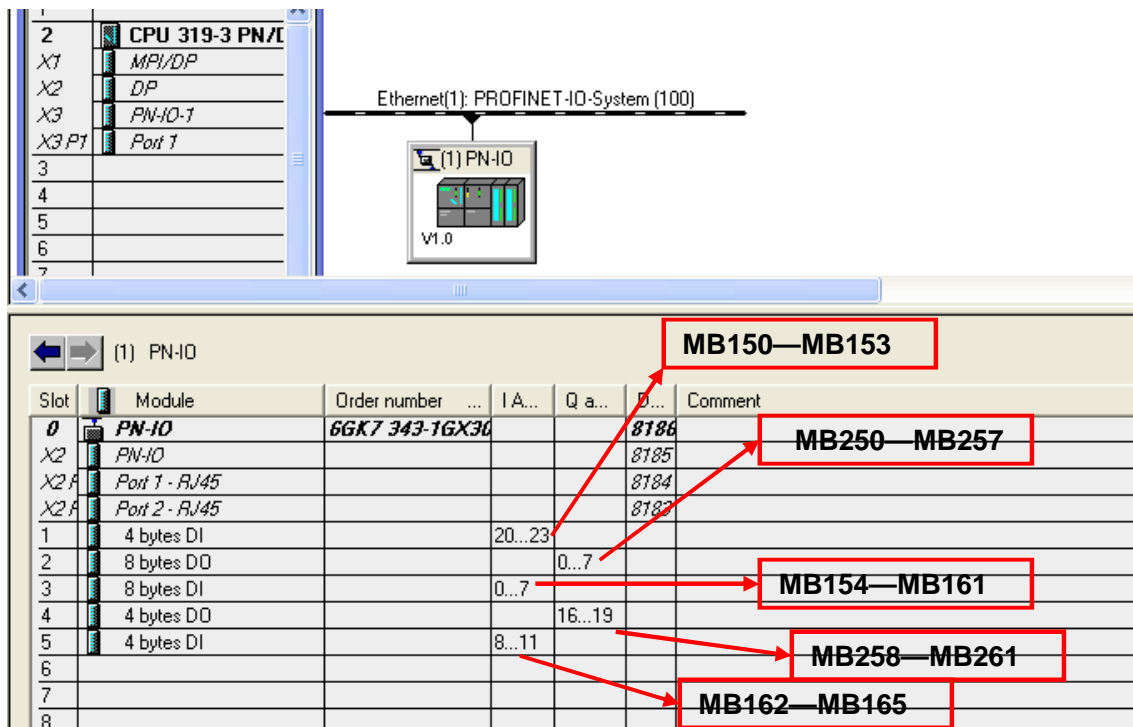 2 CPU 319-3 PN/D
X1 MPI/DP
X2 DP
X3 PN-IO-1
X3 P1 Port 1
3
4
5
6
7
Ethernet(1): PROFINET-IO-System (100)
(1) PN-IO
V1.0
(1) PN-IO
MB150—MB153
Slot Module Order number ... I A... Q a... D... Comment
0 PN-IO 6GK7 343-1GX30 8186
X2 PN-IO 8185
MB250—MB257
X2 P Port 1 - RJ45 8184
X2 P Port 2 - RJ45 8183
1 4 bytes DI 20...23
2 8 bytes DO 0...7
3 8 bytes DI 0...7
MB154—MB161
4 4 bytes DO 16...19
5 4 bytes DI 8...11
MB258—MB261
6
7
MB162—MB165
8